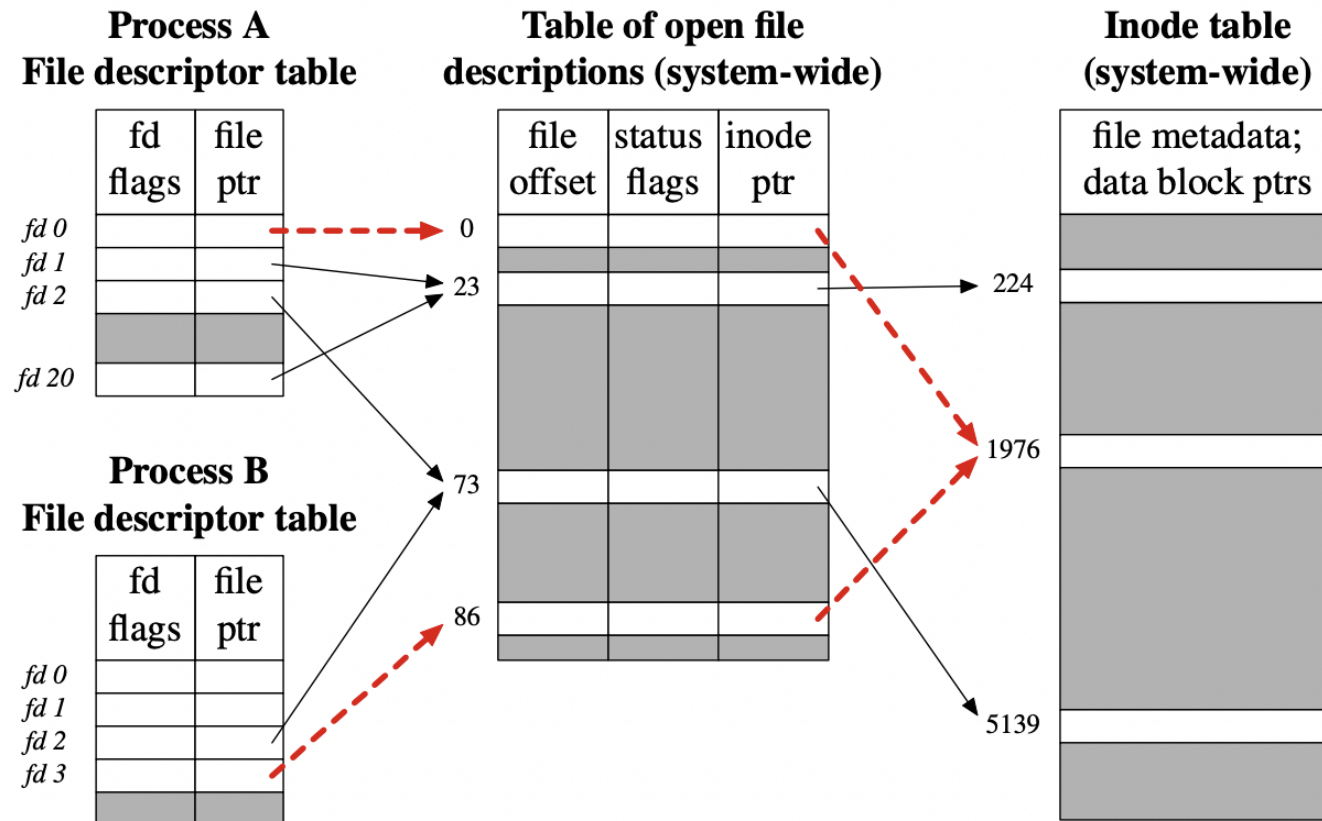 Process A
File descriptor table
fd
flags
file
ptr
fd 0
fd 1
fd 2
fd 20
Process B
File descriptor table
fd
flags
file
ptr
fd 0
fd 1
fd 2
fd 3
Table of open file
descriptions (system-wide)
file
offset
status
flags
inode
ptr
0
23
73
86
Inode table
(system-wide)
file metadata;
data block ptrs
224
1976
5139